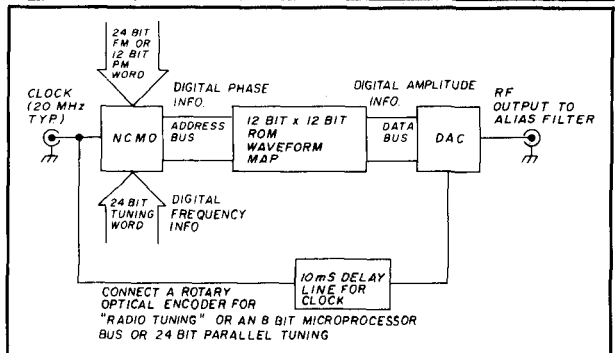 24 BIT
FM OR
12 BIT
PM
WORD
CLOCK
(20 MHz
TYP.)
DIGITAL PHASE
INFO.
DIGITAL AMPLITUDE
INFO.
RF
OUTPUT TO
ALIAS FILTER
NCMO
ADDRESS
BUS
12 BIT x 12 BIT
ROM
WAVEFORM
MAP
DATA
BUS
DAC
24 BIT
TUNING
WORD
DIGITAL
FREQUENCY
INFO
10mS DELAY
LINE FOR
CLOCK
CONNECT A ROTARY
OPTICAL ENCODER FOR
"RADIO TUNING" OR AN 8 BIT MICROPROCESSOR
BUS OR 24 BIT PARALLEL TUNING